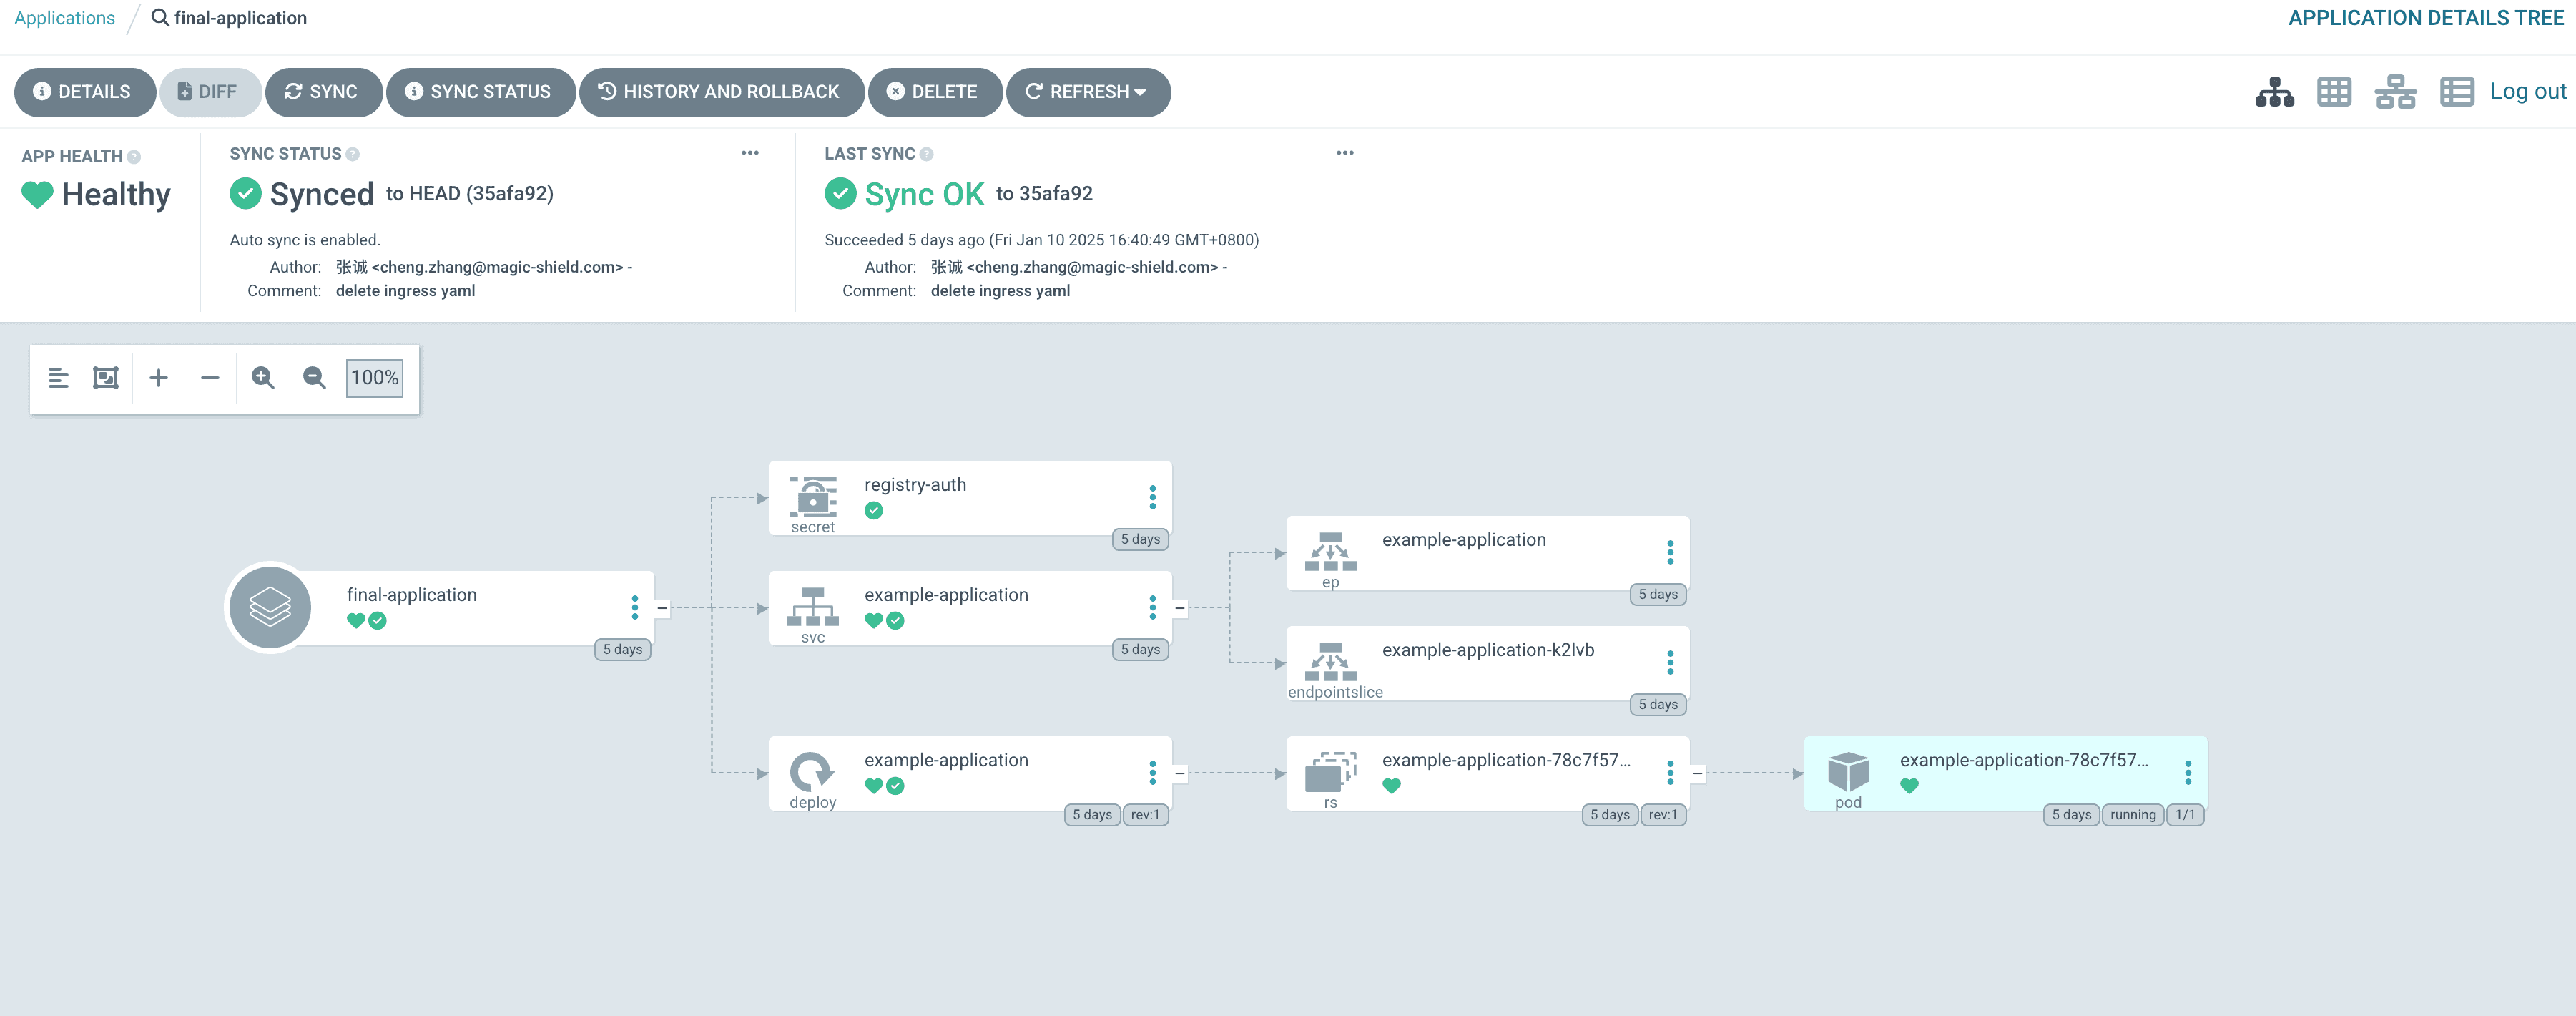 Applications / final-application
APPLICATION DETAILS TREE
DETAILS
DIFF
SYNC
SYNC STATUS
HISTORY AND ROLLBACK
DELETE
REFRESH
Log out
APP HEALTH
Healthy
SYNC STATUS
Synced to HEAD (35afa92)
Auto sync is enabled.
Author: 张诚 <cheng.zhang@magic-shield.com> -
Comment: delete ingress yaml
LAST SYNC
Sync OK to 35afa92
Succeeded 5 days ago (Fri Jan 10 2025 16:40:49 GMT+0800)
Author: 张诚 <cheng.zhang@magic-shield.com> -
Comment: delete ingress yaml
100%
final-application
5 days
registry-auth
secret
5 days
example-application
svc
5 days
example-application
deploy
5 days rev:1
example-application
ep
5 days
example-application-k2lvb
endpointslice
5 days
example-application-78c7f57...
rs
5 days rev:1
example-application-78c7f57...
pod
5 days running 1/1